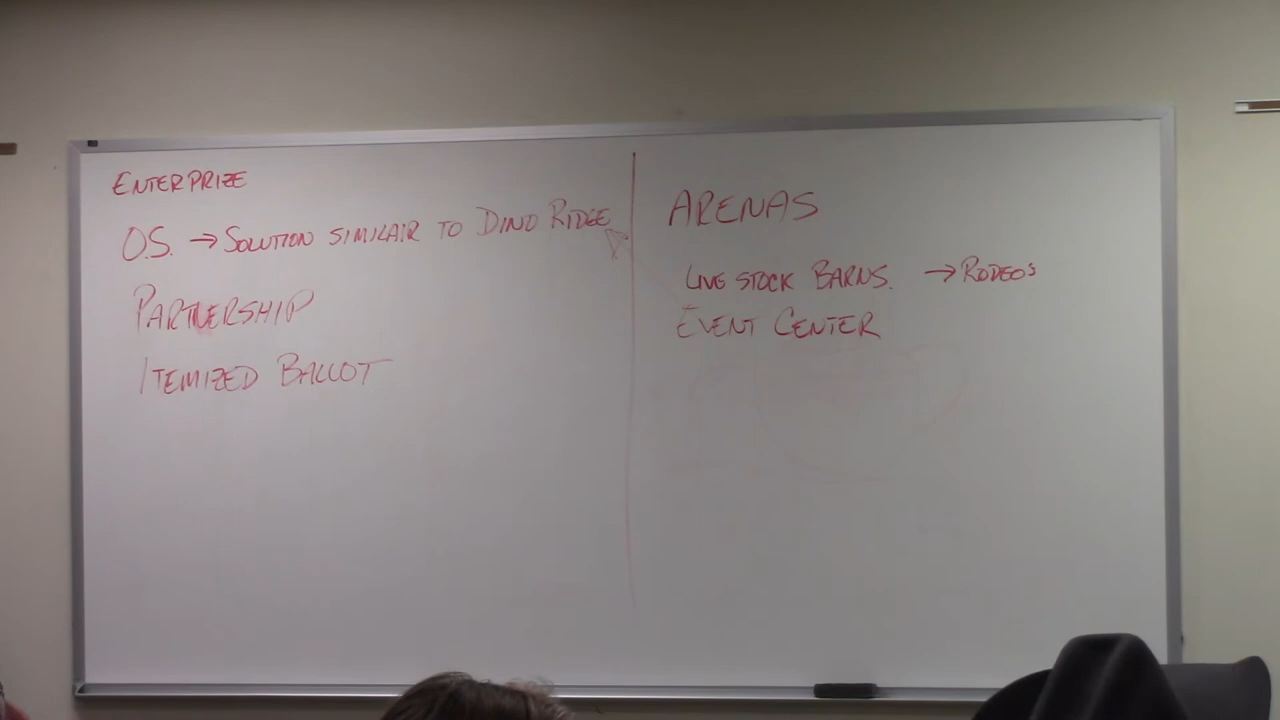 ENTERPRIZE
O.S. → SOLUTION SIMILAIR TO DINO RIDGE
PARTNERSHIP
ITEMIZED BALLOT
ARENAS
LIVE STOCK BARNS. → RODEO'S
EVENT CENTER